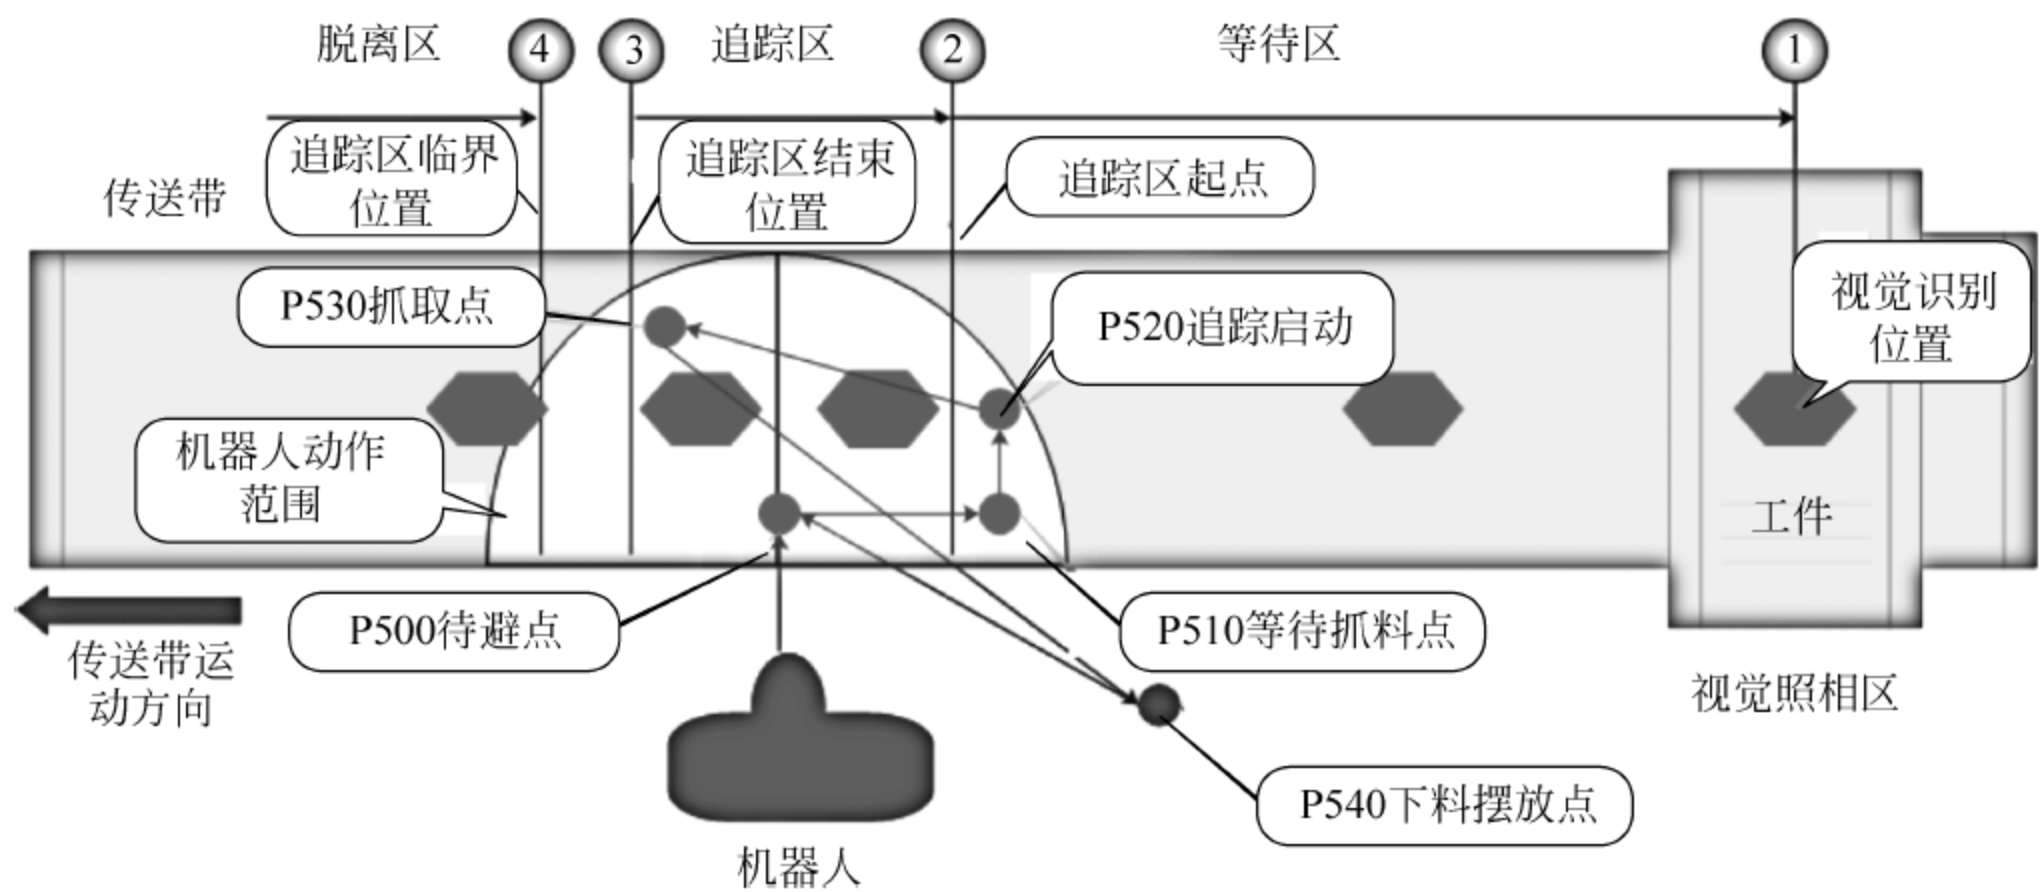 脱离区
4
3
追踪区
2
等待区
1
追踪区临界
位置
追踪区结束
位置
追踪区起点
传送带
P530抓取点
P520追踪启动
视觉识别
位置
机器人动作
范围
工件
P500待避点
P510等待抓料点
传送带运
动方向
视觉照相区
P540下料摆放点
机器人